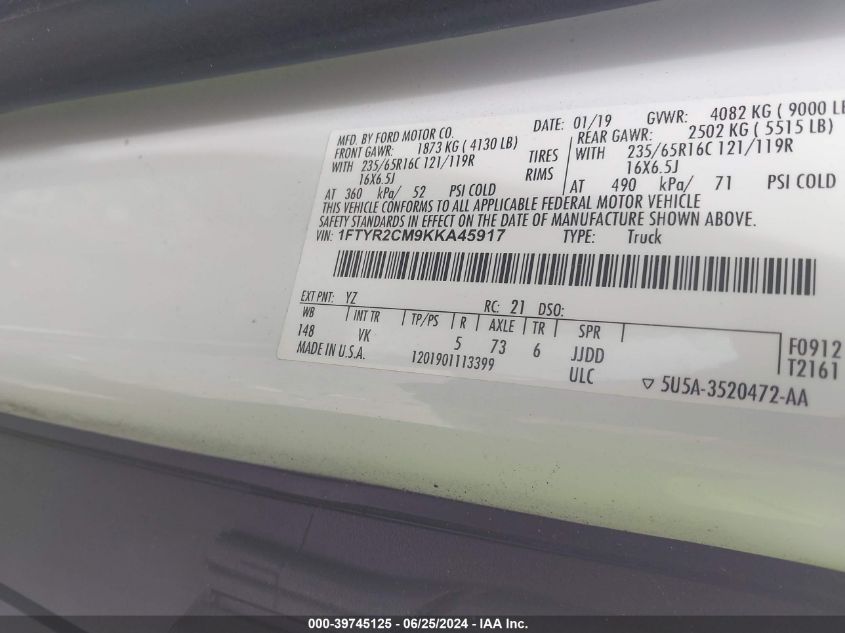 MFD. BY FORD MOTOR CO. DATE: 01/19 GVWR: 4082 KG ( 9000 LB
FRONT GAWR: 1873 KG ( 4130 LB) REAR GAWR: 2502 KG ( 5515 LB)
WITH 235/65R16C 121/119R TIRES WITH 235/65R16C 121/119R
16X6.5J RIMS 16X6.5J
AT 360 kPa/ 52 PSI COLD AT 490 kPa/ 71 PSI COLD
THIS VEHICLE CONFORMS TO ALL APPLICABLE FEDERAL MOTOR VEHICLE
SAFETY STANDARDS IN EFFECT ON THE DATE OF MANUFACTURE SHOWN ABOVE.
VIN: 1FTYR2CM9KKA45917 TYPE: Truck
EXT PNT: YZ RC: 21 DSO:
WB INT TR TP/PS R AXLE TR SPR
148 VK 5 73 6 JJDD F0912
MADE IN U.S.A. 1201901113399 ULC T2161
▽ 5U5A-3520472-AA
000-39745125 - 06/25/2024 - IAA Inc.